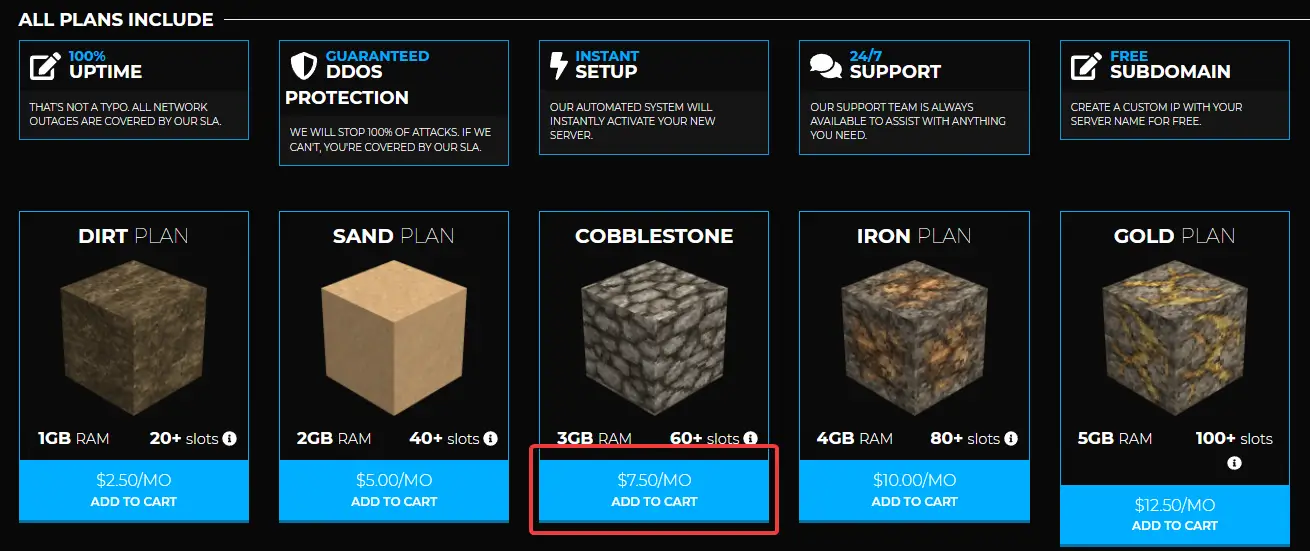 ALL PLANS INCLUDE
100%
UPTIME
THAT'S NOT A TYPO. ALL NETWORK
OUTAGES ARE COVERED BY OUR SLA.
GUARANTEED
DDOS
PROTECTION
WE WILL STOP 100% OF ATTACKS. IF WE
CAN'T, YOU'RE COVERED BY OUR SLA.
INSTANT
SETUP
OUR AUTOMATED SYSTEM WILL
INSTANTLY ACTIVATE YOUR NEW
SERVER.
24/7
SUPPORT
OUR SUPPORT TEAM IS ALWAYS
AVAILABLE TO ASSIST WITH ANYTHING
YOU NEED.
FREE
SUBDOMAIN
CREATE A CUSTOM IP WITH YOUR
SERVER NAME FOR FREE.
DIRT PLAN
1GB RAM 20+ slots
$2.50/MO
ADD TO CART
SAND PLAN
2GB RAM 40+ slots
$5.00/MO
ADD TO CART
COBBLESTONE
3GB RAM 60+ slots
$7.50/MO
ADD TO CART
IRON PLAN
4GB RAM 80+ slots
$10.00/MO
ADD TO CART
GOLD PLAN
5GB RAM 100+ slots
$12.50/MO
ADD TO CART